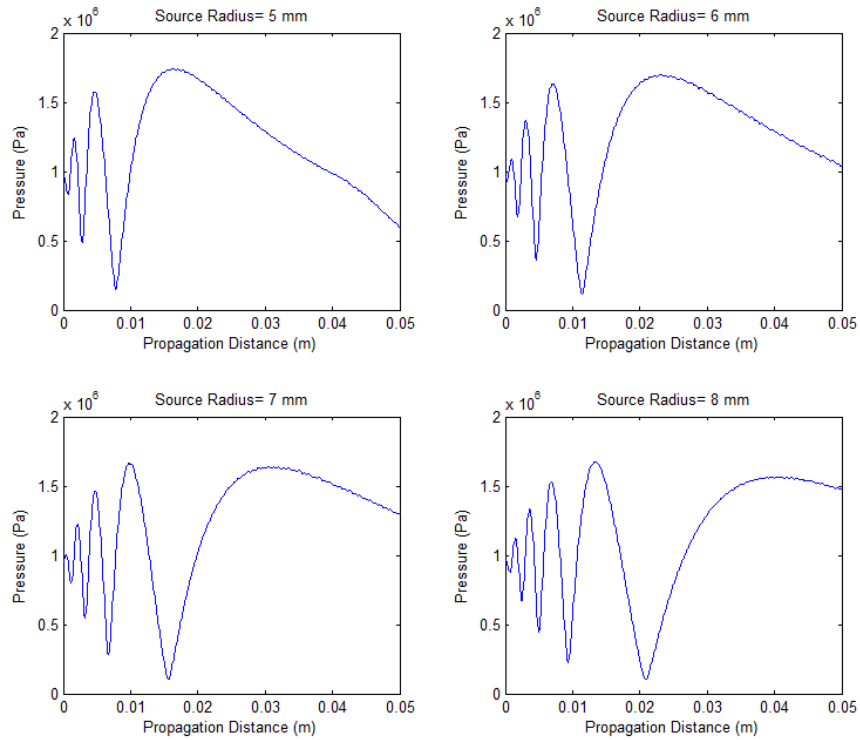 x 10^6
Source Radius= 5 mm
2
1.5
1
0.5
0
Pressure (Pa)
0 0.01 0.02 0.03 0.04 0.05
Propagation Distance (m)
x 10^6
Source Radius= 6 mm
2
1.5
1
0.5
0
Pressure (Pa)
0 0.01 0.02 0.03 0.04 0.05
Propagation Distance (m)
x 10^6
Source Radius= 7 mm
2
1.5
1
0.5
0
Pressure (Pa)
0 0.01 0.02 0.03 0.04 0.05
Propagation Distance (m)
x 10^6
Source Radius= 8 mm
2
1.5
1
0.5
0
Pressure (Pa)
0 0.01 0.02 0.03 0.04 0.05
Propagation Distance (m)